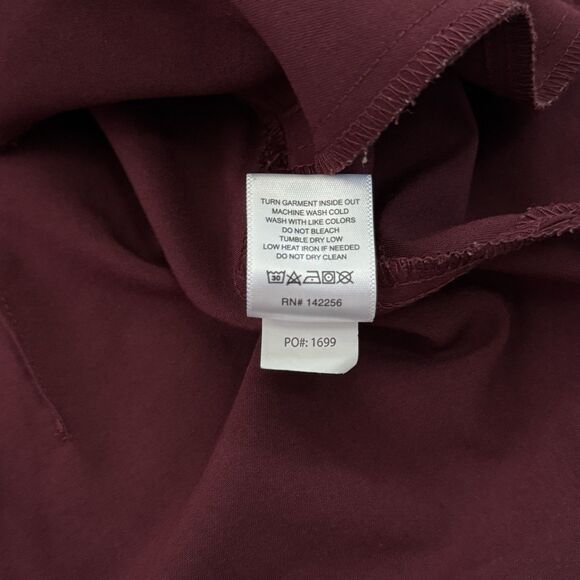 TURN GARMENT INSIDE OUT
MACHINE WASH COLD
WASH WITH LIKE COLORS
DO NOT BLEACH
TUMBLE DRY LOW
LOW HEAT IRON IF NEEDED
DO NOT DRY CLEAN
30
RN# 142256
PO#: 1699